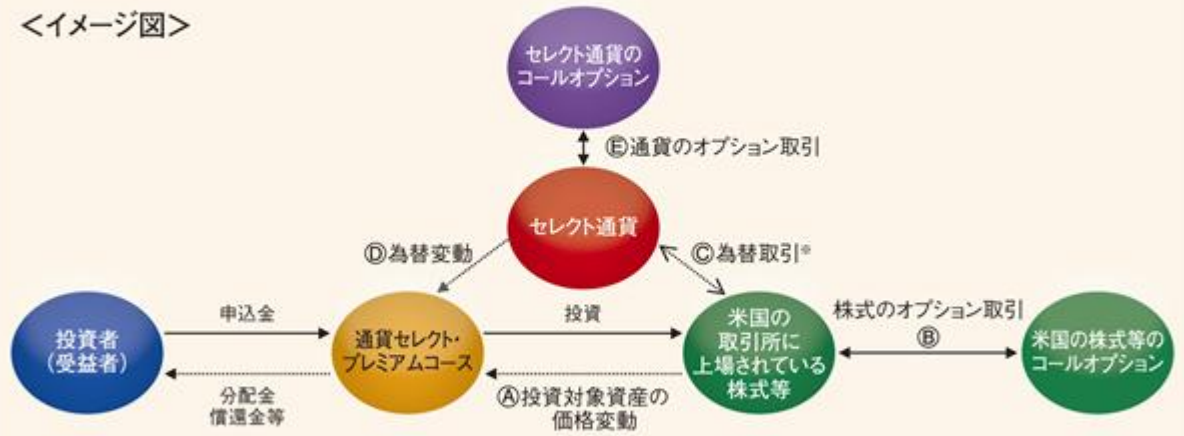 ＜イメージ図＞
セレクト通貨の
コールオプション
Ⓔ通貨のオプション取引
セレクト通貨
Ⓓ為替変動
Ⓒ為替取引※
投資者
（受益者）
申込金
分配金
償還金等
通貨セレクト・
プレミアムコース
投資
Ⓐ投資対象資産の
価格変動
米国の
取引所に
上場されている
株式等
株式のオプション取引
Ⓑ
米国の株式等の
コールオプション